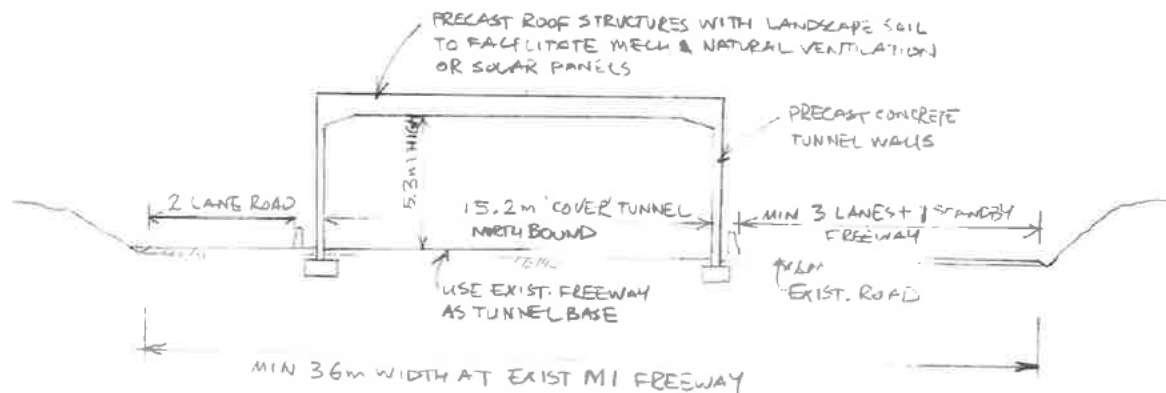 PRECAST ROOF STRUCTURES WITH LANDSCAPE SOIL
TO FACILITATE MECH & NATURAL VENTILATION
OR SOLAR PANELS
PRECAST CONCRETE
TUNNEL WALLS
5.3m HIGH
2 LANE ROAD
15.2m COVER TUNNEL
NORTH BOUND
MIN 3 LANES + 1 STANDBY
FREEWAY
USE EXIST. FREEWAY
AS TUNNEL BASE
EXIST. ROAD
MIN 36m WIDTH AT EXIST M1 FREEWAY